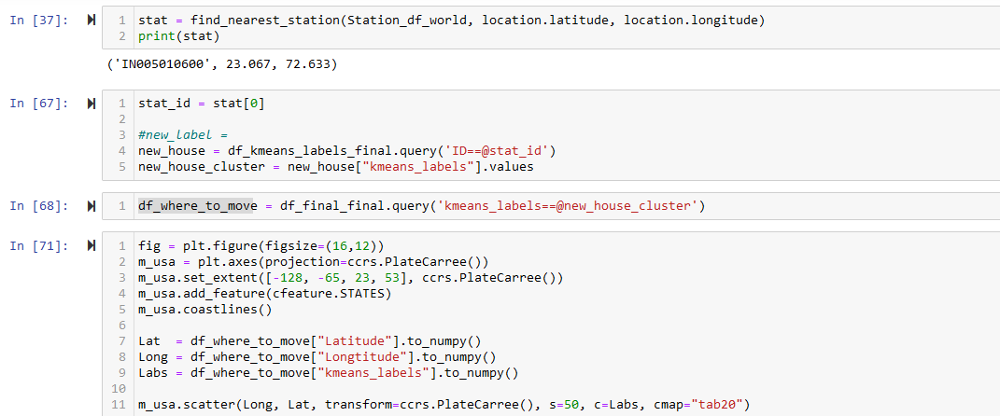 In [37]:
1 stat = find_nearest_station(Station_df_world, location.latitude, location.longitude)
2 print(stat)
('IN005010600', 23.067, 72.633)
In [67]:
1 stat_id = stat[0]
2
3 #new_label =
4 new_house = df_kmeans_labels_final.query('ID==@stat_id')
5 new_house_cluster = new_house["kmeans_labels"].values
In [68]:
1 df_where_to_move = df_final_final.query('kmeans_labels==@new_house_cluster')
In [71]:
1 fig = plt.figure(figsize=(16,12))
2 m_usa = plt.axes(projection=ccrs.PlateCarree())
3 m_usa.set_extent([-128, -65, 23, 53], ccrs.PlateCarree())
4 m_usa.add_feature(cfeature.STATES)
5 m_usa.coastlines()
6
7 Lat  = df_where_to_move["Latitude"].to_numpy()
8 Long = df_where_to_move["Longtitude"].to_numpy()
9 Labs = df_where_to_move["kmeans_labels"].to_numpy()
10
11 m_usa.scatter(Long, Lat, transform=ccrs.PlateCarree(), s=50, c=Labs, cmap="tab20")